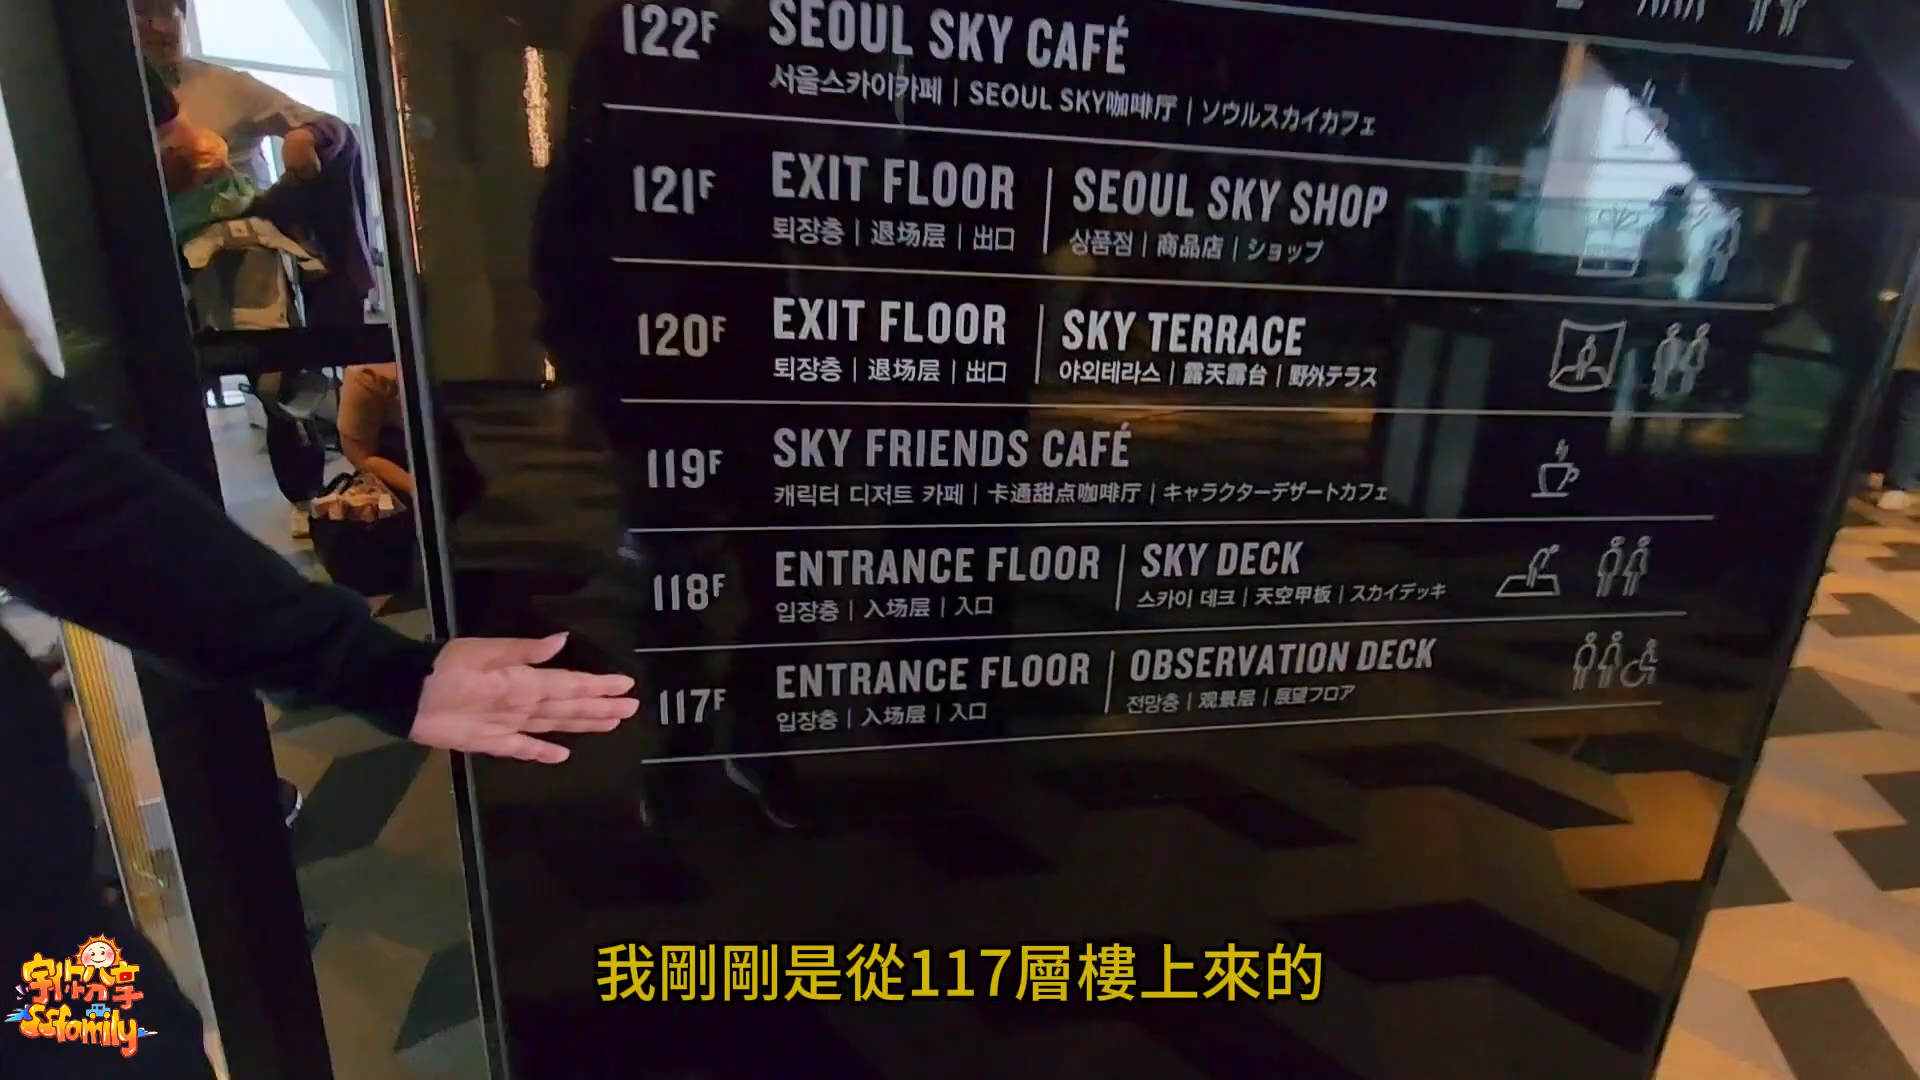 122F SEOUL SKY CAFÉ
서울스카이카페 | SEOUL SKY咖啡厅 | ソウルスカイカフェ
121F EXIT FLOOR | SEOUL SKY SHOP
퇴장층 | 退场层 | 出口 상품점 | 商品店 | ショップ
120F EXIT FLOOR | SKY TERRACE
퇴장층 | 退场层 | 出口 야외테라스 | 露天露台 | 野外テラス
119F SKY FRIENDS CAFÉ
캐릭터 디저트 카페 | 卡通甜点咖啡厅 | キャラクターデザートカフェ
118F ENTRANCE FLOOR | SKY DECK
입장층 | 入场层 | 入口 스카이 데크 | 天空甲板 | スカイデッキ
117F ENTRANCE FLOOR | OBSERVATION DECK
입장층 | 入场层 | 入口 전망층 | 观景层 | 展望フロア
我剛剛是從117層樓上來的
SSfamily